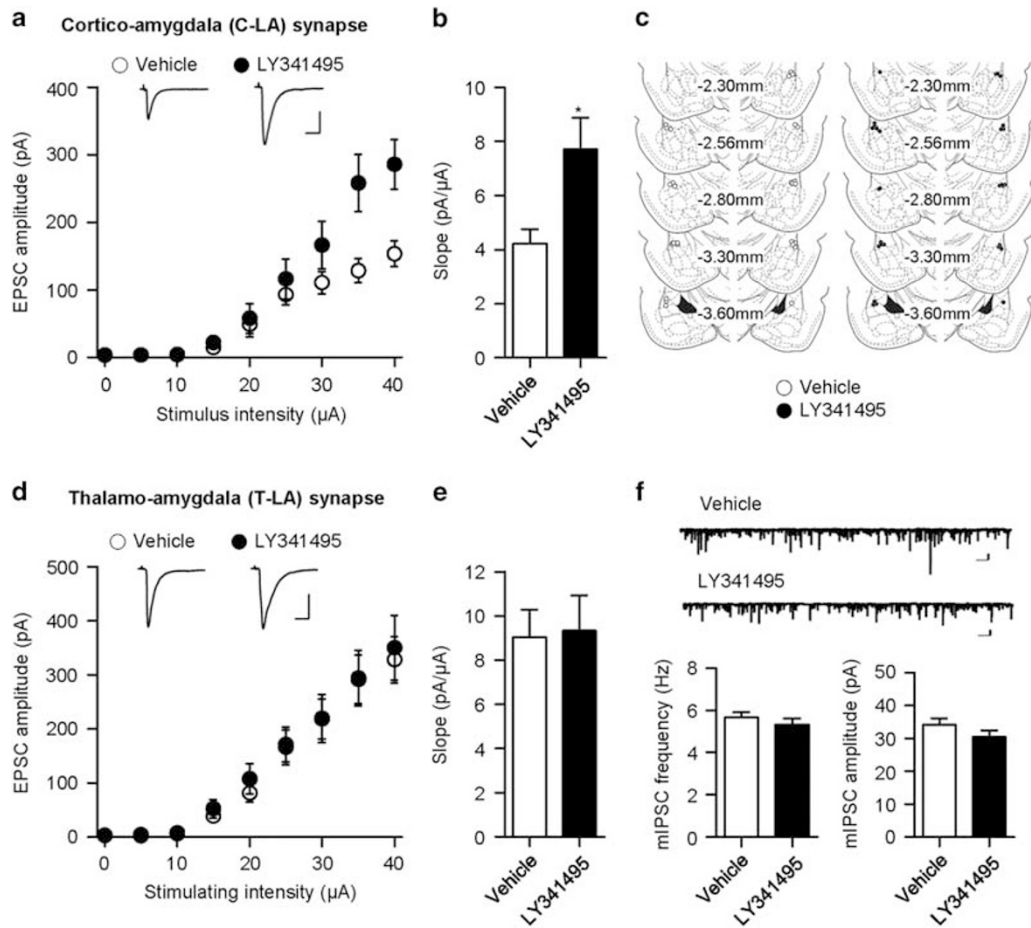 a
Cortico-amygdala (C-LA) synapse
Vehicle LY341495
400
300
200
100
0
EPSC amplitude (pA)
0 10 20 30 40
Stimulus intensity (µA)
b
10
8
6
4
2
0
Slope (pA/µA)
*
Vehicle
LY341495
c
-2.30mm -2.30mm
-2.56mm -2.56mm
-2.80mm -2.80mm
-3.30mm -3.30mm
-3.60mm -3.60mm
Vehicle
LY341495
d
Thalamo-amygdala (T-LA) synapse
Vehicle LY341495
500
400
300
200
100
0
EPSC amplitude (pA)
0 10 20 30 40
Stimulating intensity (µA)
e
12
10
8
6
4
2
0
Slope (pA/µA)
Vehicle
LY341495
f
Vehicle
LY341495
8
6
4
2
0
mIPSC frequency (Hz)
Vehicle
LY341495
50
40
30
20
10
0
mIPSC amplitude (pA)
Vehicle
LY341495